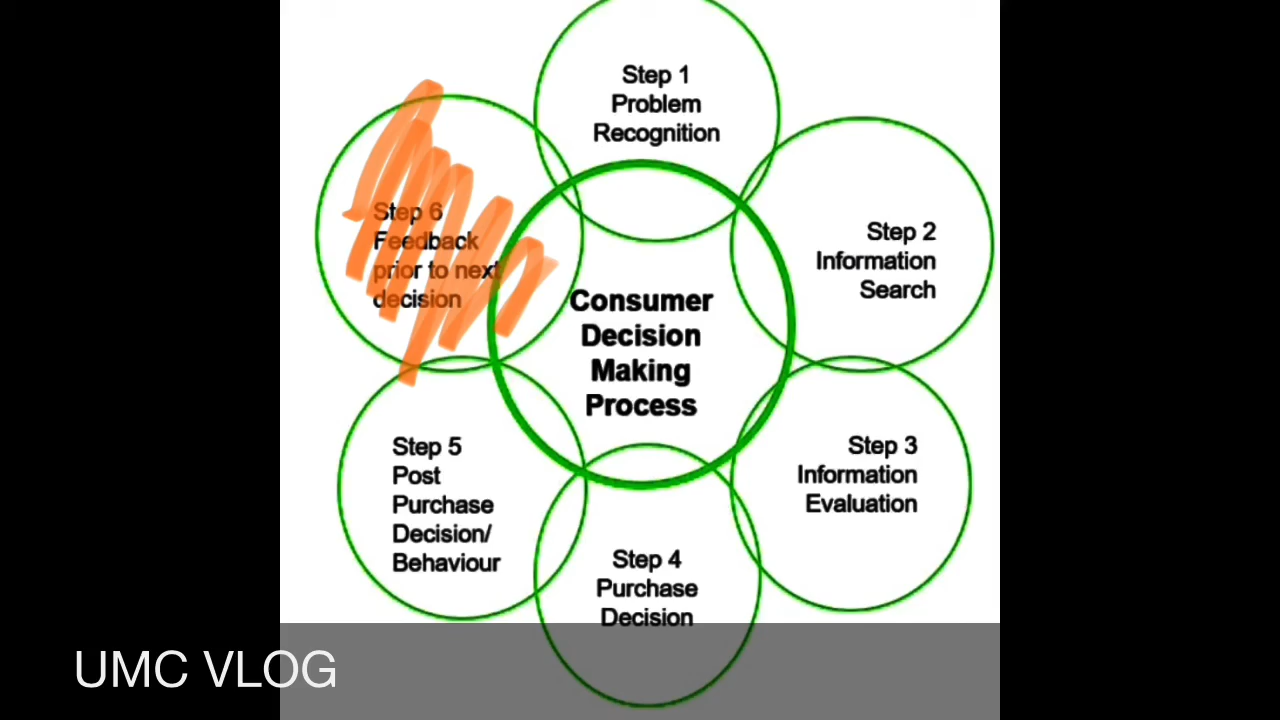 Step 1
Problem
Recognition
Step 2
Information
Search
Step 3
Information
Evaluation
Step 4
Purchase
Decision
Step 5
Post
Purchase
Decision/
Behaviour
Step 6
Feedback
prior to next
decision
Consumer
Decision
Making
Process
UMC VLOG